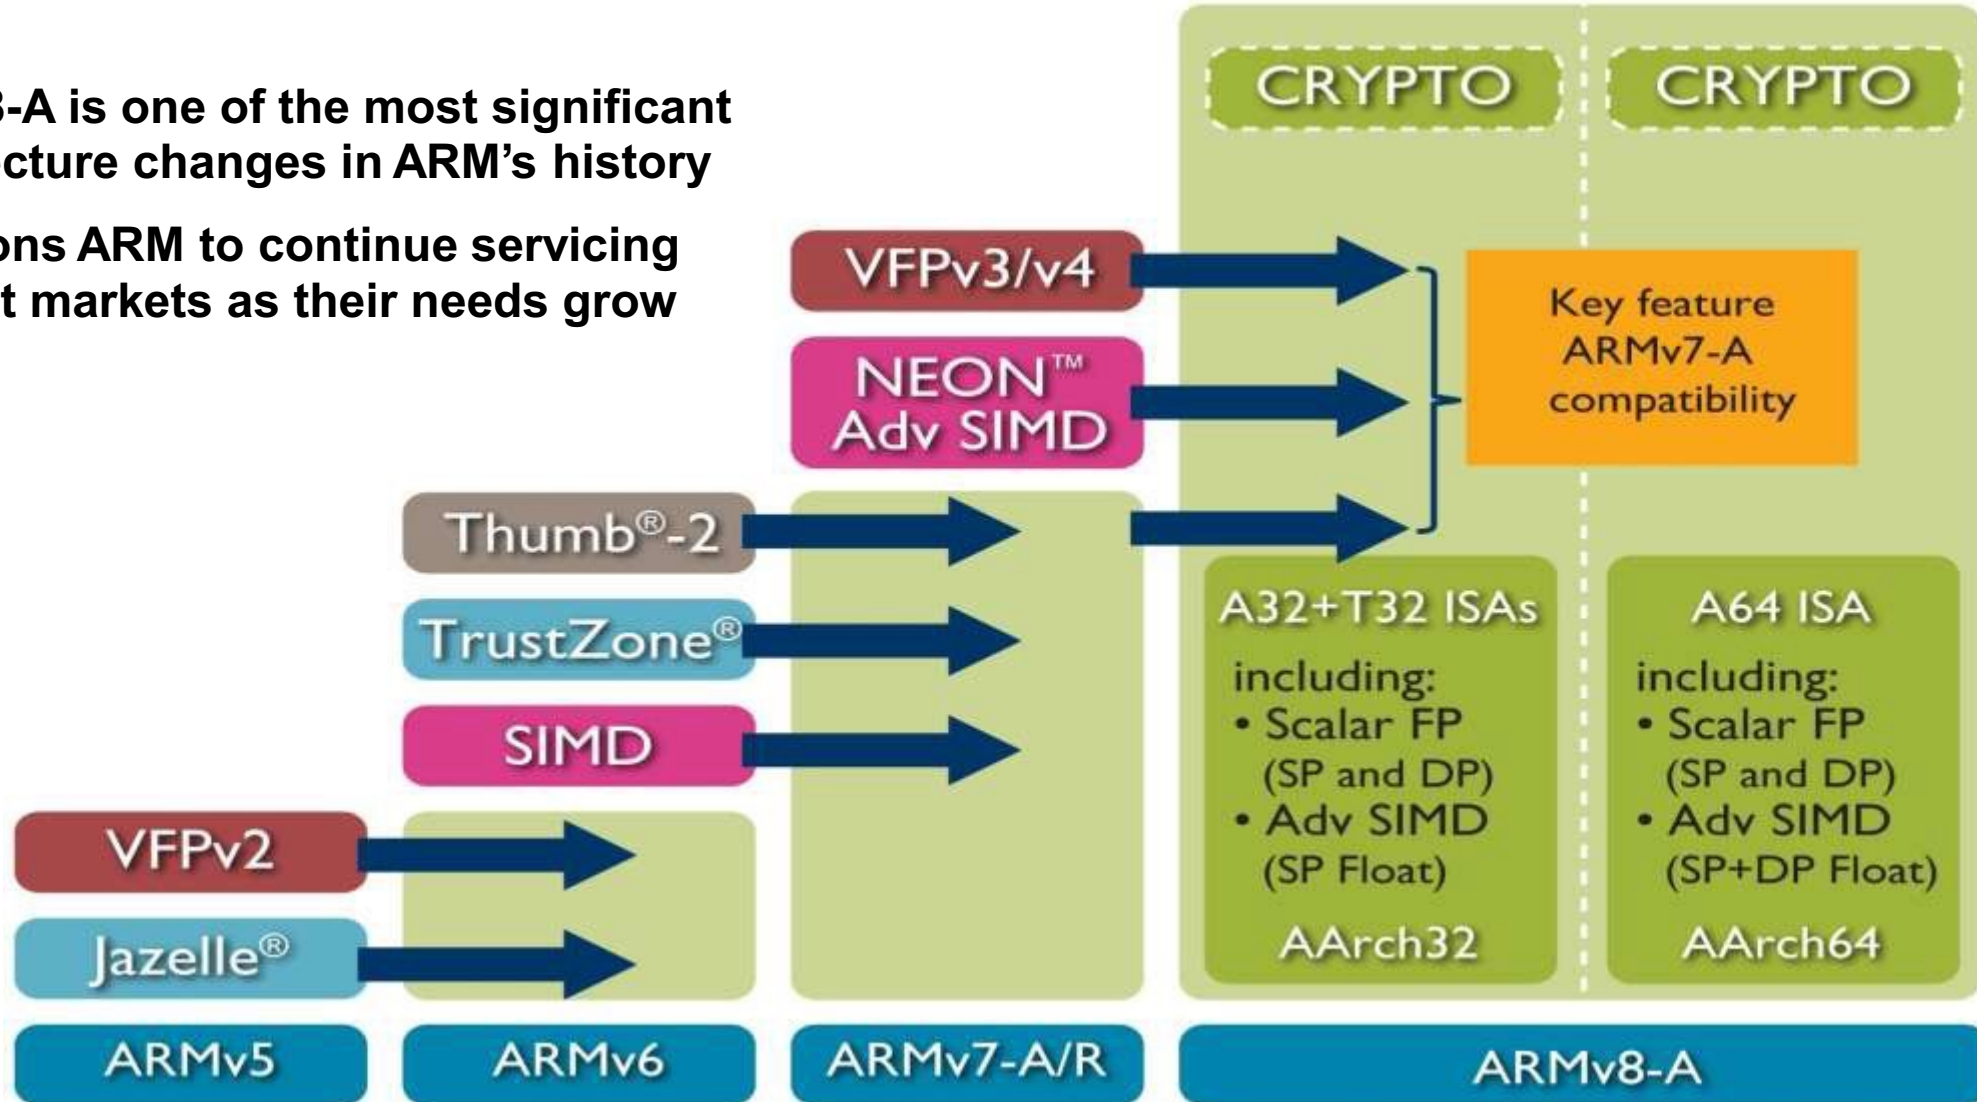 8-A is one of the most significant
ecture changes in ARM’s history
ons ARM to continue servicing
t markets as their needs grow
CRYPTO
CRYPTO
VFPv3/v4
NEON™
Adv SIMD
Key feature
ARMv7-A
compatibility
Thumb®-2
TrustZone®
SIMD
VFPv2
Jazelle®
A32+T32 ISAs
including:
• Scalar FP
(SP and DP)
• Adv SIMD
(SP Float)
AArch32
A64 ISA
including:
• Scalar FP
(SP and DP)
• Adv SIMD
(SP+DP Float)
AArch64
ARMv5
ARMv6
ARMv7-A/R
ARMv8-A